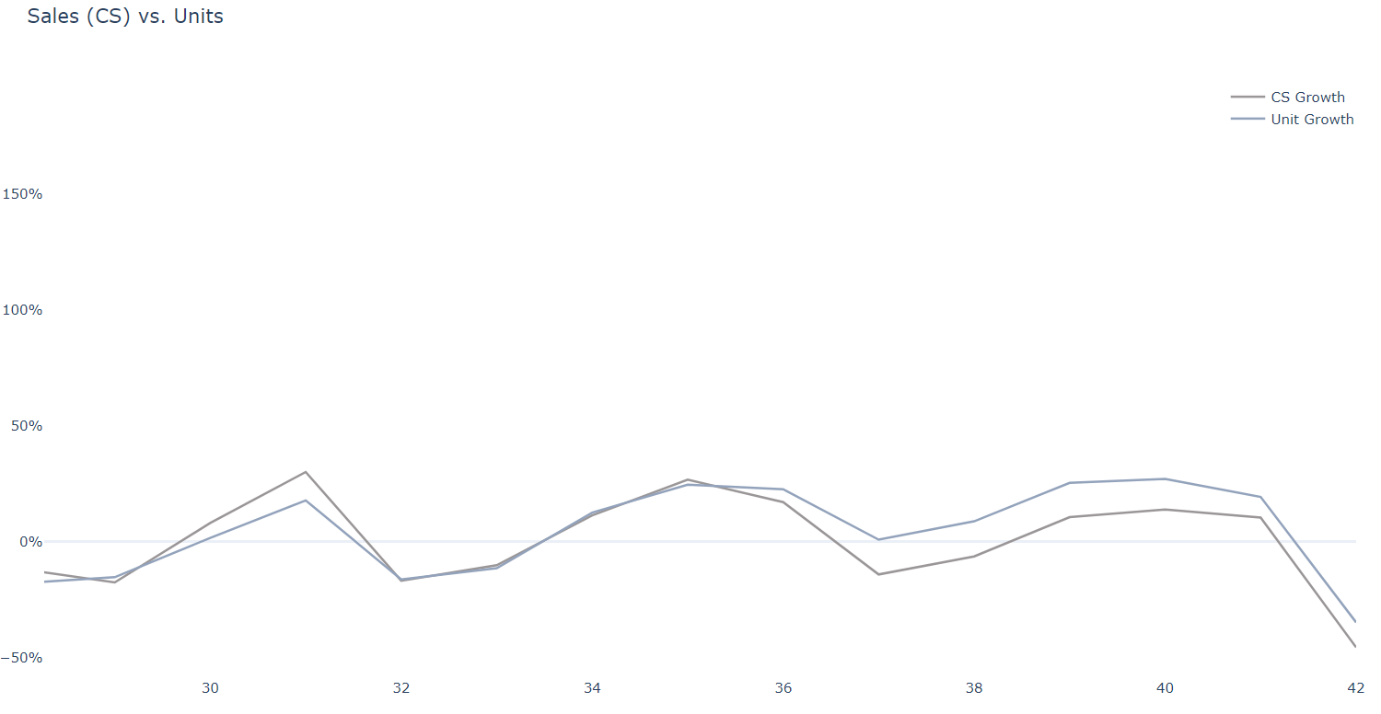 Sales (CS) vs. Units
CS Growth
Unit Growth
150%
100%
50%
0%
−50%
30 32 34 36 38 40 42